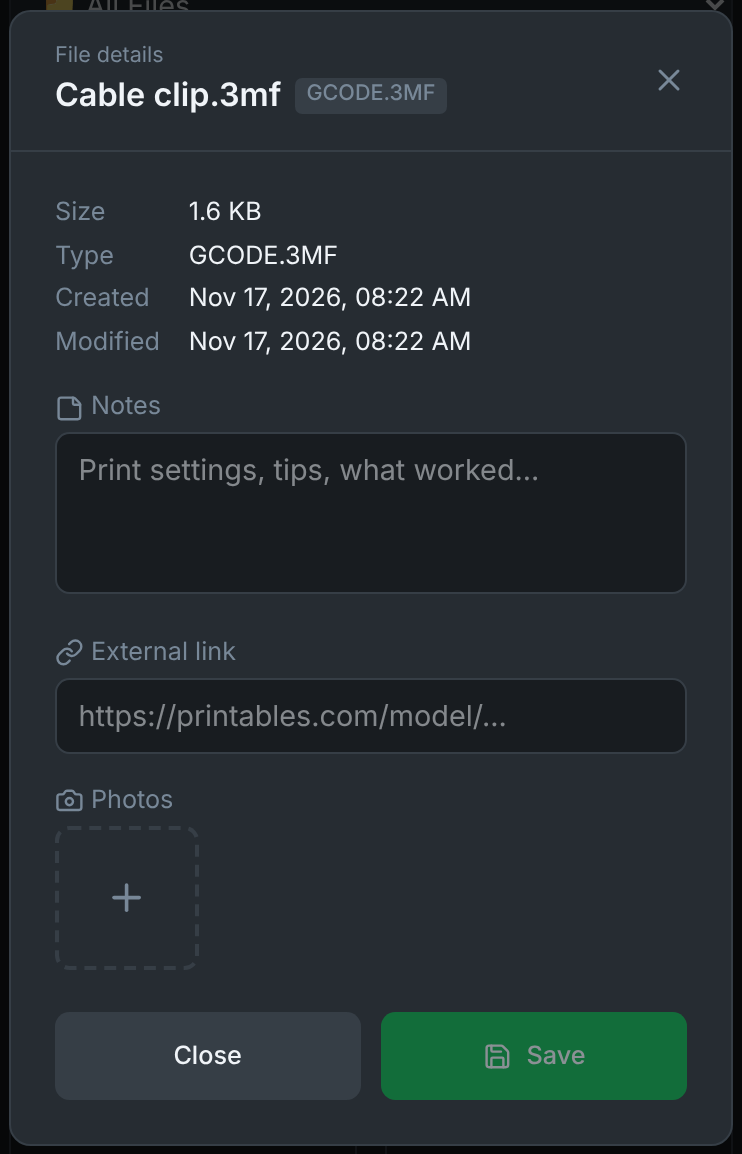 All Files
File details
Cable clip.3mf GCODE.3MF
Size 1.6 KB
Type GCODE.3MF
Created Nov 17, 2026, 08:22 AM
Modified Nov 17, 2026, 08:22 AM
Notes
Print settings, tips, what worked...
External link
https://printables.com/model/...
Photos
Close Save